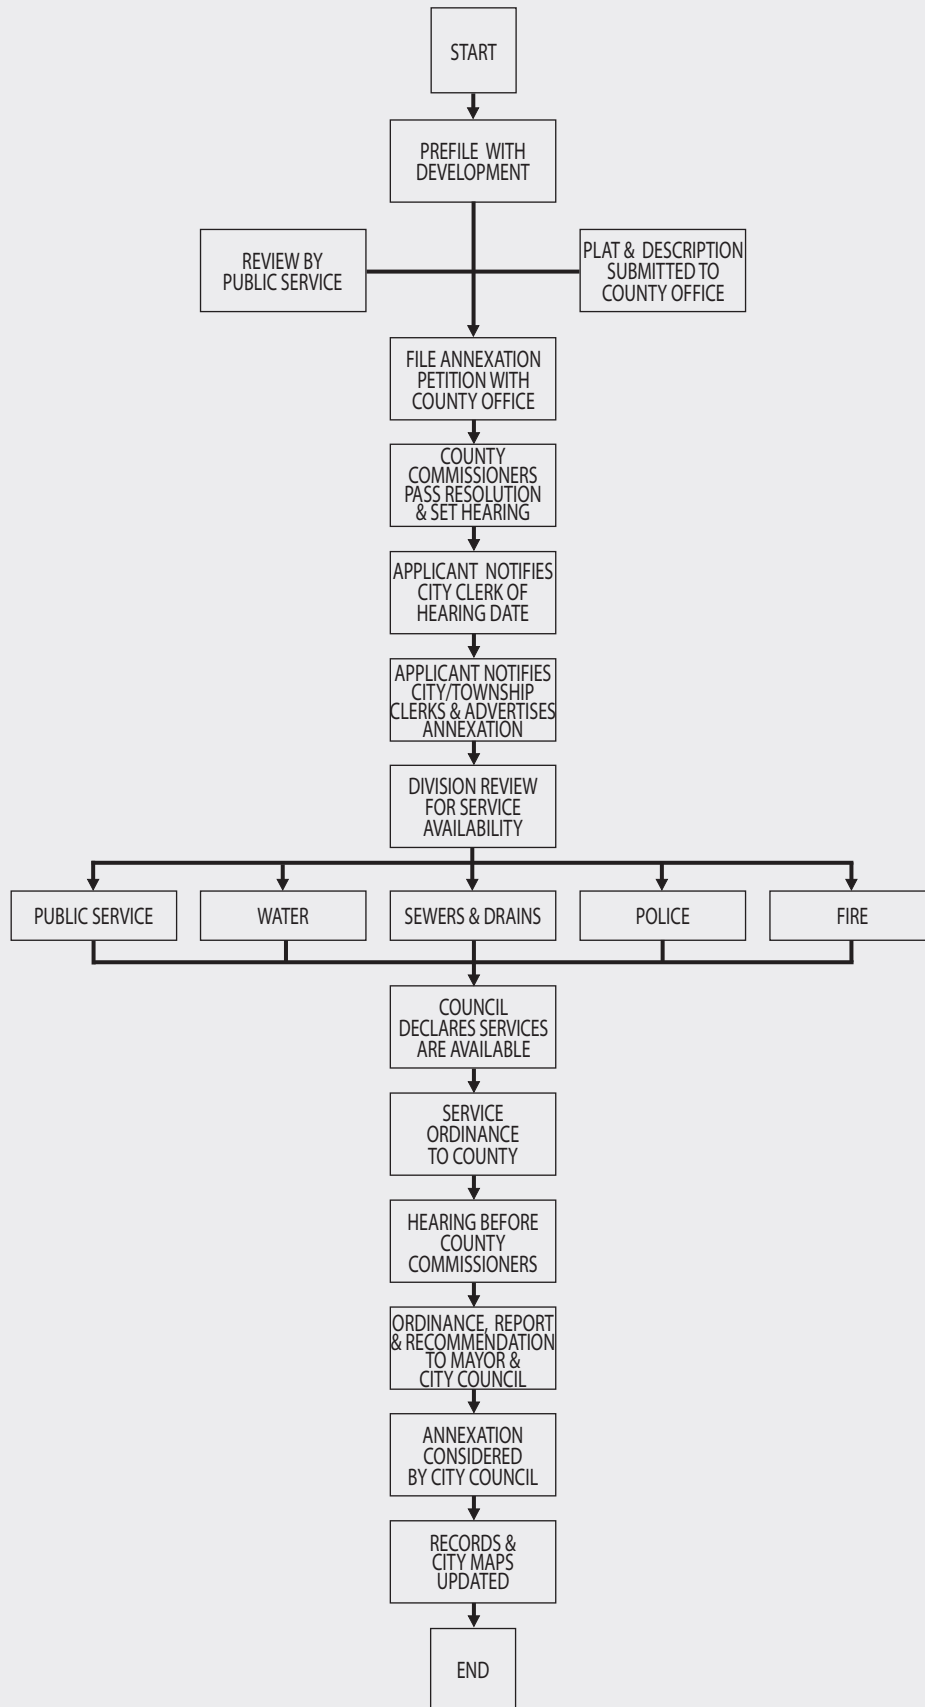 START
PREFILE WITH
DEVELOPMENT
REVIEW BY
PUBLIC SERVICE
PLAT & DESCRIPTION
SUBMITTED TO
COUNTY OFFICE
FILE ANNEXATION
PETITION WITH
COUNTY OFFICE
COUNTY
COMMISSIONERS
PASS RESOLUTION
& SET HEARING
APPLICANT NOTIFIES
CITY CLERK OF
HEARING DATE
APPLICANT NOTIFIES
CITY/TOWNSHIP
CLERKS & ADVERTISES
ANNEXATION
DIVISION REVIEW
FOR SERVICE
AVAILABILITY
PUBLIC SERVICE
WATER
SEWERS & DRAINS
POLICE
FIRE
COUNCIL
DECLARES SERVICES
ARE AVAILABLE
SERVICE
ORDINANCE
TO COUNTY
HEARING BEFORE
COUNTY
COMMISSIONERS
ORDINANCE, REPORT
& RECOMMENDATION
TO MAYOR &
CITY COUNCIL
ANNEXATION
CONSIDERED
BY CITY COUNCIL
RECORDS &
CITY MAPS
UPDATED
END